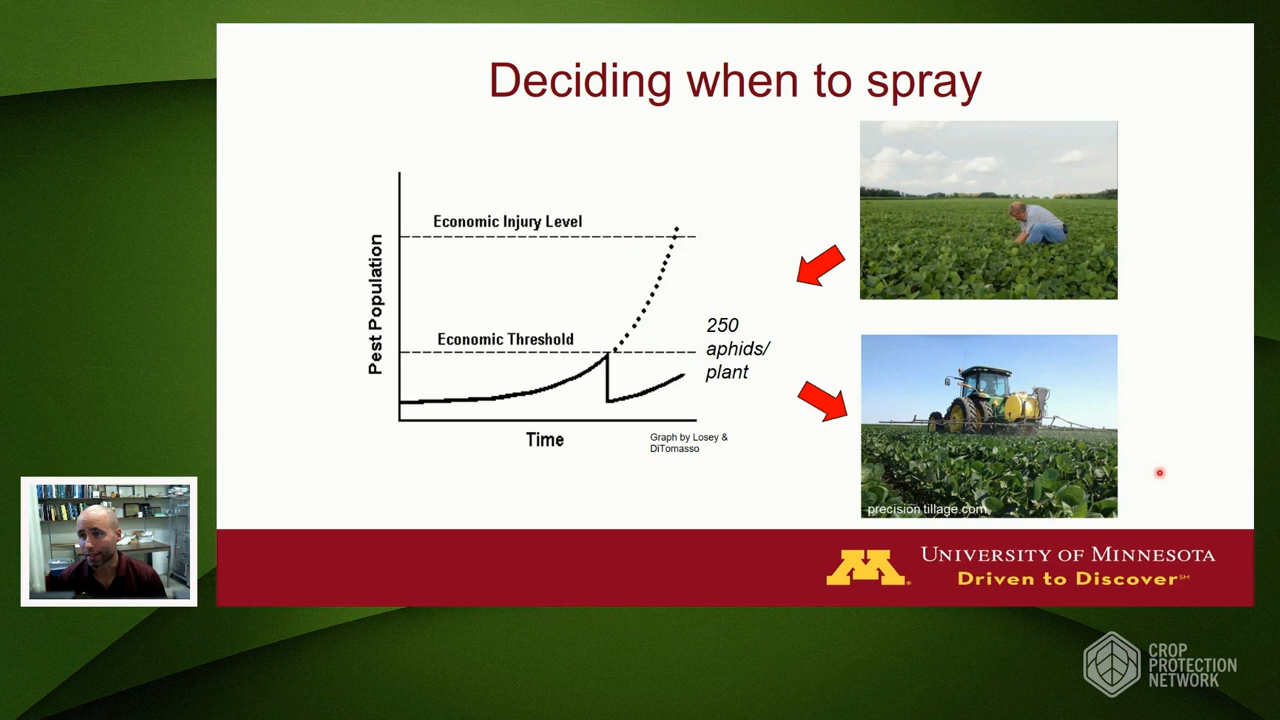 Deciding when to spray
Economic Injury Level
Pest Population
Economic Threshold
250
aphids/
plant
Time
Graph by Losey &
DiTomasso
precision.tillage.com
M
UNIVERSITY OF MINNESOTA
Driven to Discover℠
CROP
PROTECTION
NETWORK